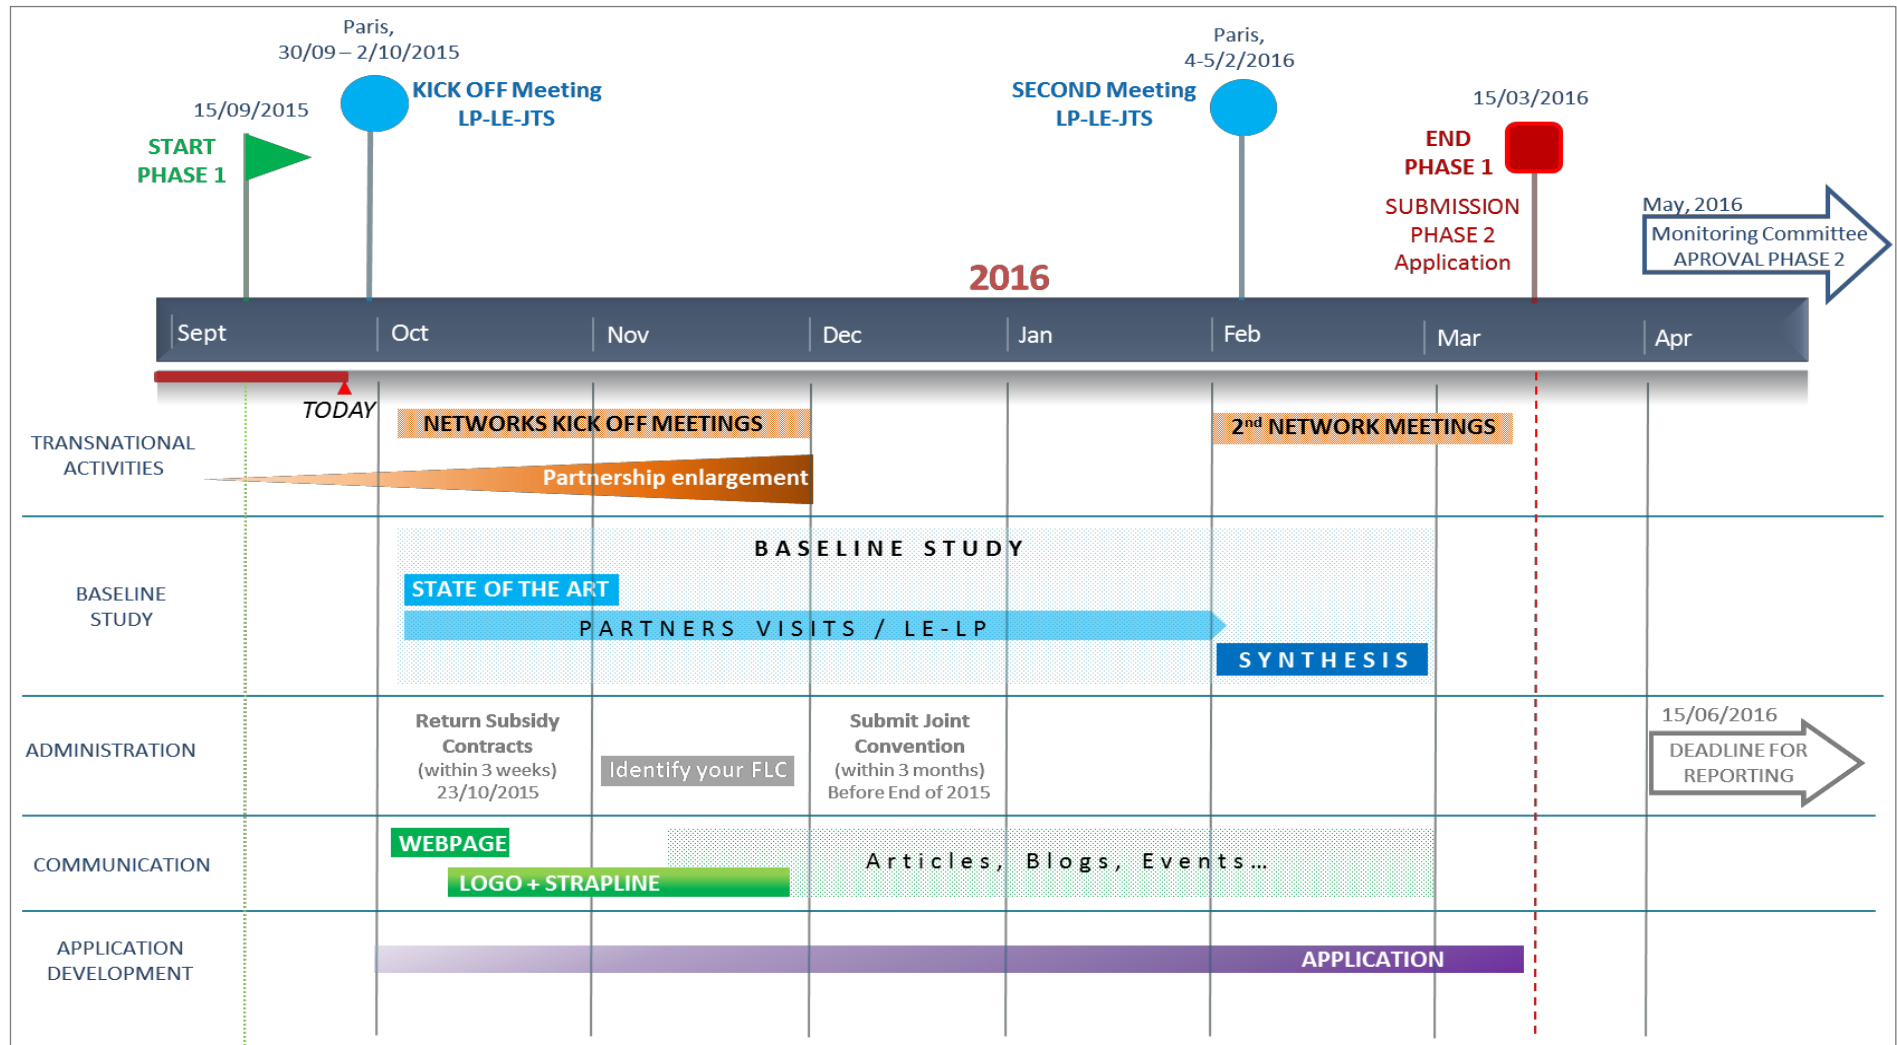 Paris,
30/09 – 2/10/2015
KICK OFF Meeting
LP-LE-JTS
15/09/2015
START
PHASE 1
Paris,
4-5/2/2016
SECOND Meeting
LP-LE-JTS
15/03/2016
END
PHASE 1
SUBMISSION
PHASE 2
Application
May, 2016
Monitoring Committee
APROVAL PHASE 2
2016
Sept Oct Nov Dec Jan Feb Mar Apr
TODAY
TRANSNATIONAL
ACTIVITIES
NETWORKS KICK OFF MEETINGS
2nd NETWORK MEETINGS
Partnership enlargement
BASELINE
STUDY
BASELINE STUDY
STATE OF THE ART
PARTNERS VISITS / LE-LP
SYNTHESIS
ADMINISTRATION
Return Subsidy
Contracts
(within 3 weeks)
23/10/2015
Identify your FLC
Submit Joint
Convention
(within 3 months)
Before End of 2015
15/06/2016
DEADLINE FOR
REPORTING
COMMUNICATION
WEBPAGE
LOGO + STRAPLINE
Articles, Blogs, Events…
APPLICATION
DEVELOPMENT
APPLICATION